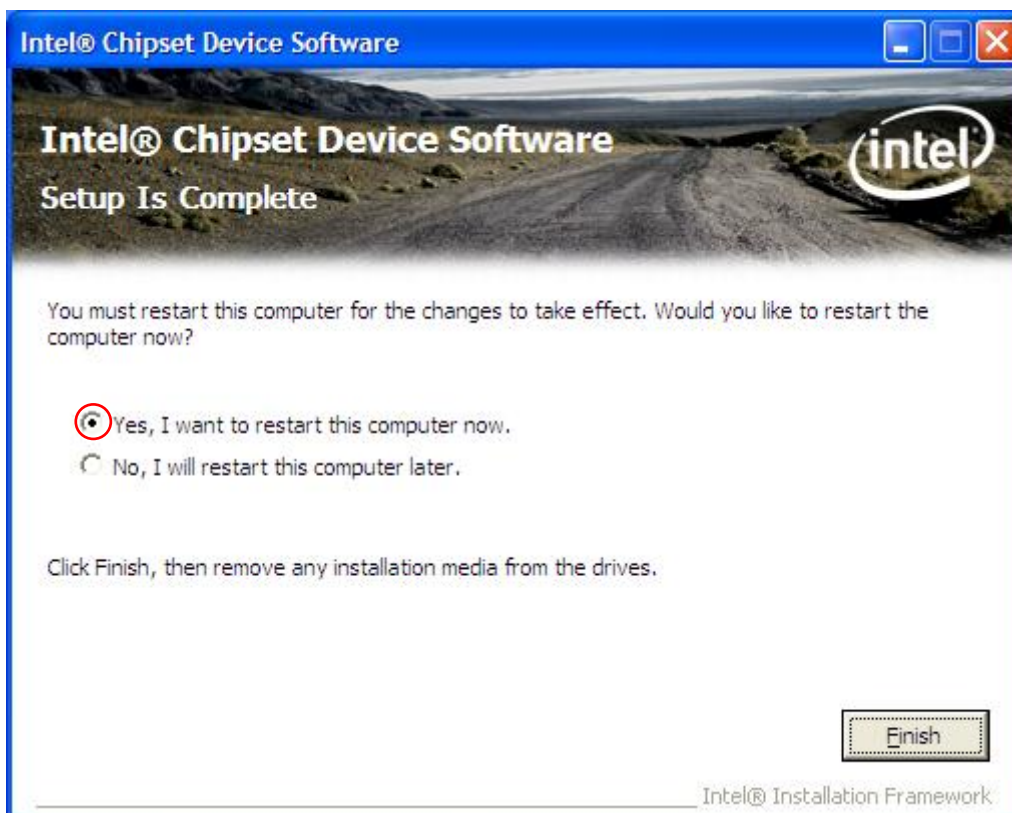 Intel® Chipset Device Software
Intel® Chipset Device Software
intel
Setup Is Complete
You must restart this computer for the changes to take effect. Would you like to restart the
computer now?
Yes, I want to restart this computer now.
No, I will restart this computer later.
Click Finish, then remove any installation media from the drives.
Finish
Intel® Installation Framework